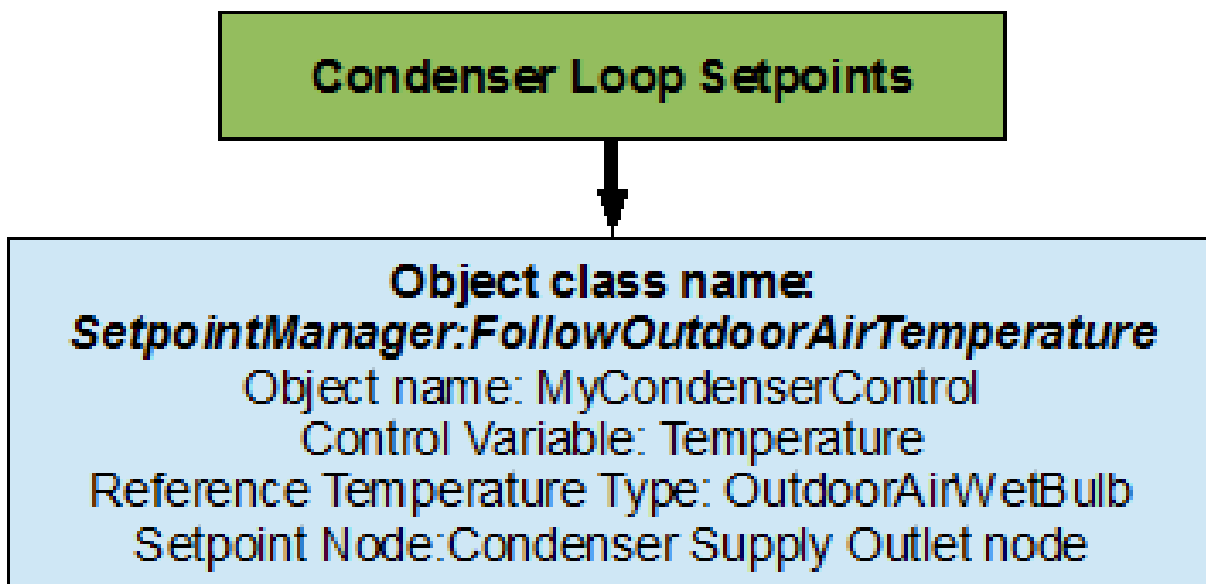 Condenser Loop Setpoints
Object class name:
SetpointManager:FollowOutdoorAirTemperature
Object name: MyCondenserControl
Control Variable: Temperature
Reference Temperature Type: OutdoorAirWetBulb
Setpoint Node:Condenser Supply Outlet node